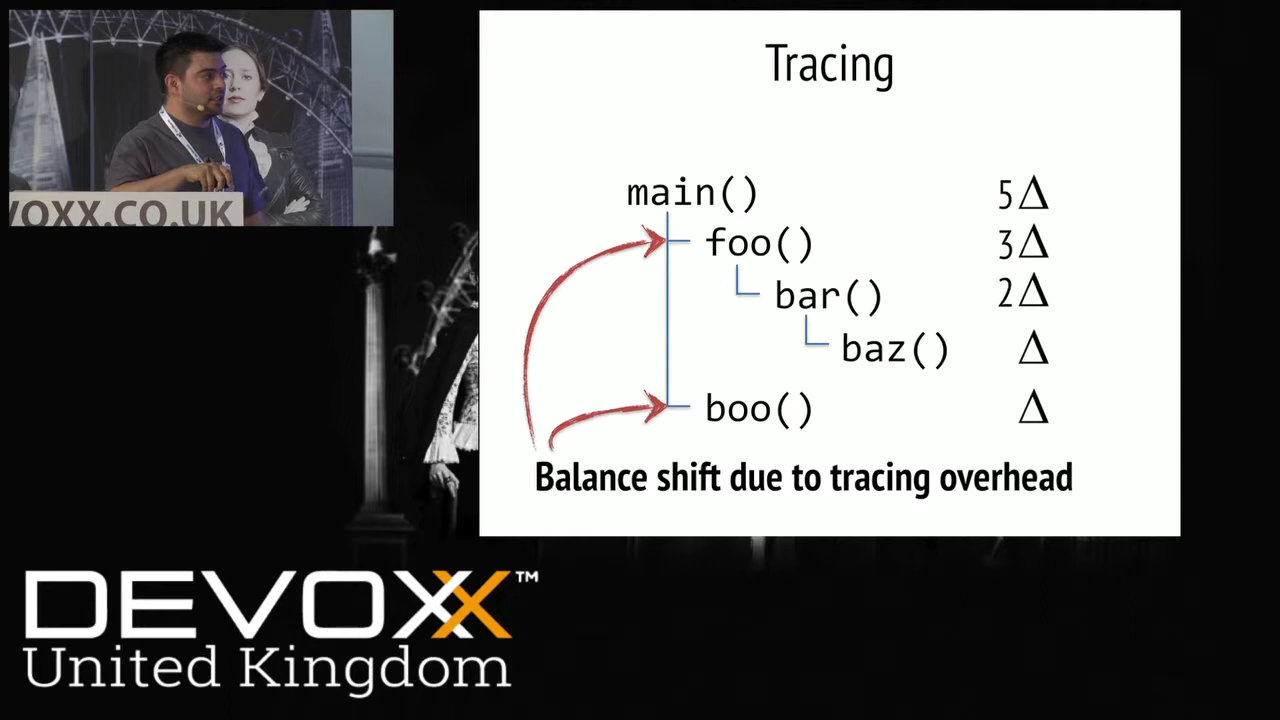 VOXX.CO.UK
Tracing
main() 5Δ
foo() 3Δ
bar() 2Δ
baz() Δ
boo() Δ
Balance shift due to tracing overhead
DEVOXX™
United Kingdom